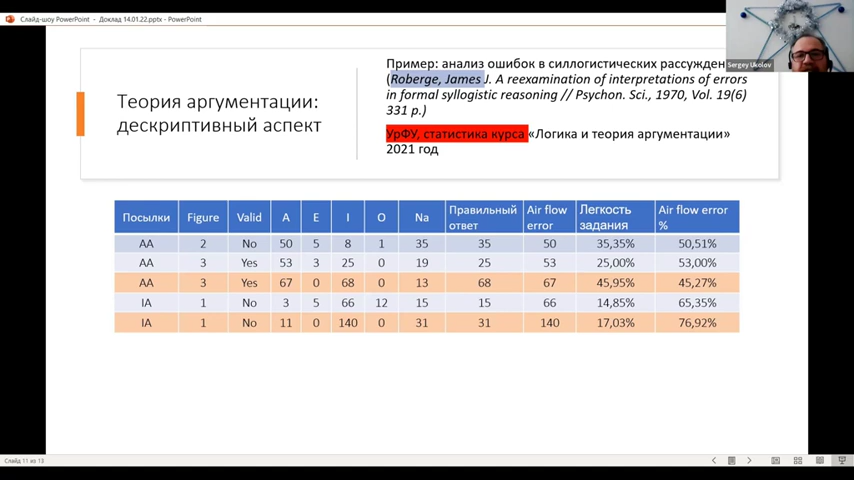 Слайд-шоу PowerPoint - Доклад 14.01.22.pptx - PowerPoint
Sergey Ukolov
Теория аргументации:
дескриптивный аспект
Пример: анализ ошибок в силлогистических рассужден
(Roberge, James J. A reexamination of interpretations of errors
in formal syllogistic reasoning // Psychon. Sci., 1970, Vol. 19(6)
331 p.)
УрФУ, статистика курса «Логика и теория аргументации»
2021 год
Посылки Figure Valid A E I O Na Правильный ответ Air flow error Легкость задания Air flow error %
AA 2 No 50 5 8 1 35 35 50 35,35% 50,51%
AA 3 Yes 53 3 25 0 19 25 53 25,00% 53,00%
AA 3 Yes 67 0 68 0 13 68 67 45,95% 45,27%
IA 1 No 3 5 66 12 15 15 66 14,85% 65,35%
IA 1 No 11 0 140 0 31 31 140 17,03% 76,92%
Слайд 11 из 13